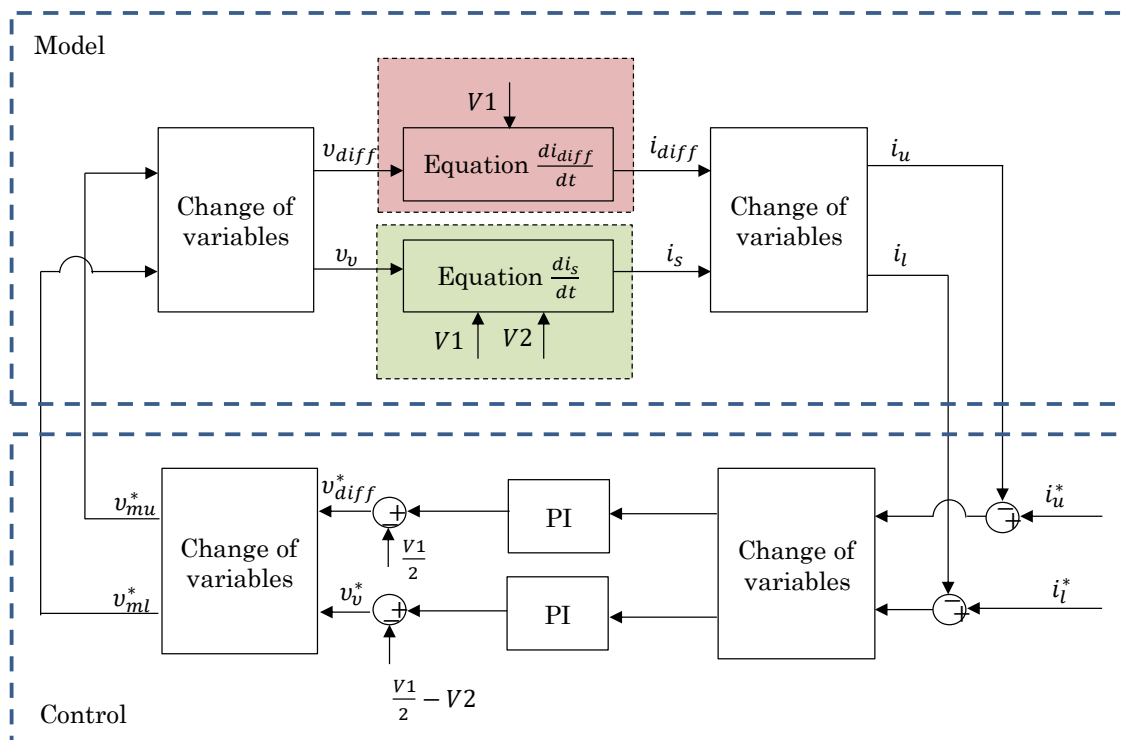 Model
V1
v_diff
Equation di_diff/dt
i_diff
i_u
Change of
variables
Change of
variables
v_v
Equation di_s/dt
i_s
i_l
V1 V2
v*_mu
v*_diff
PI
i*_u
− +
− +
V1/2
Change of
variables
Change of
variables
v*_ml
v*_v
PI
i*_l
− +
− +
V1/2 − V2
Control